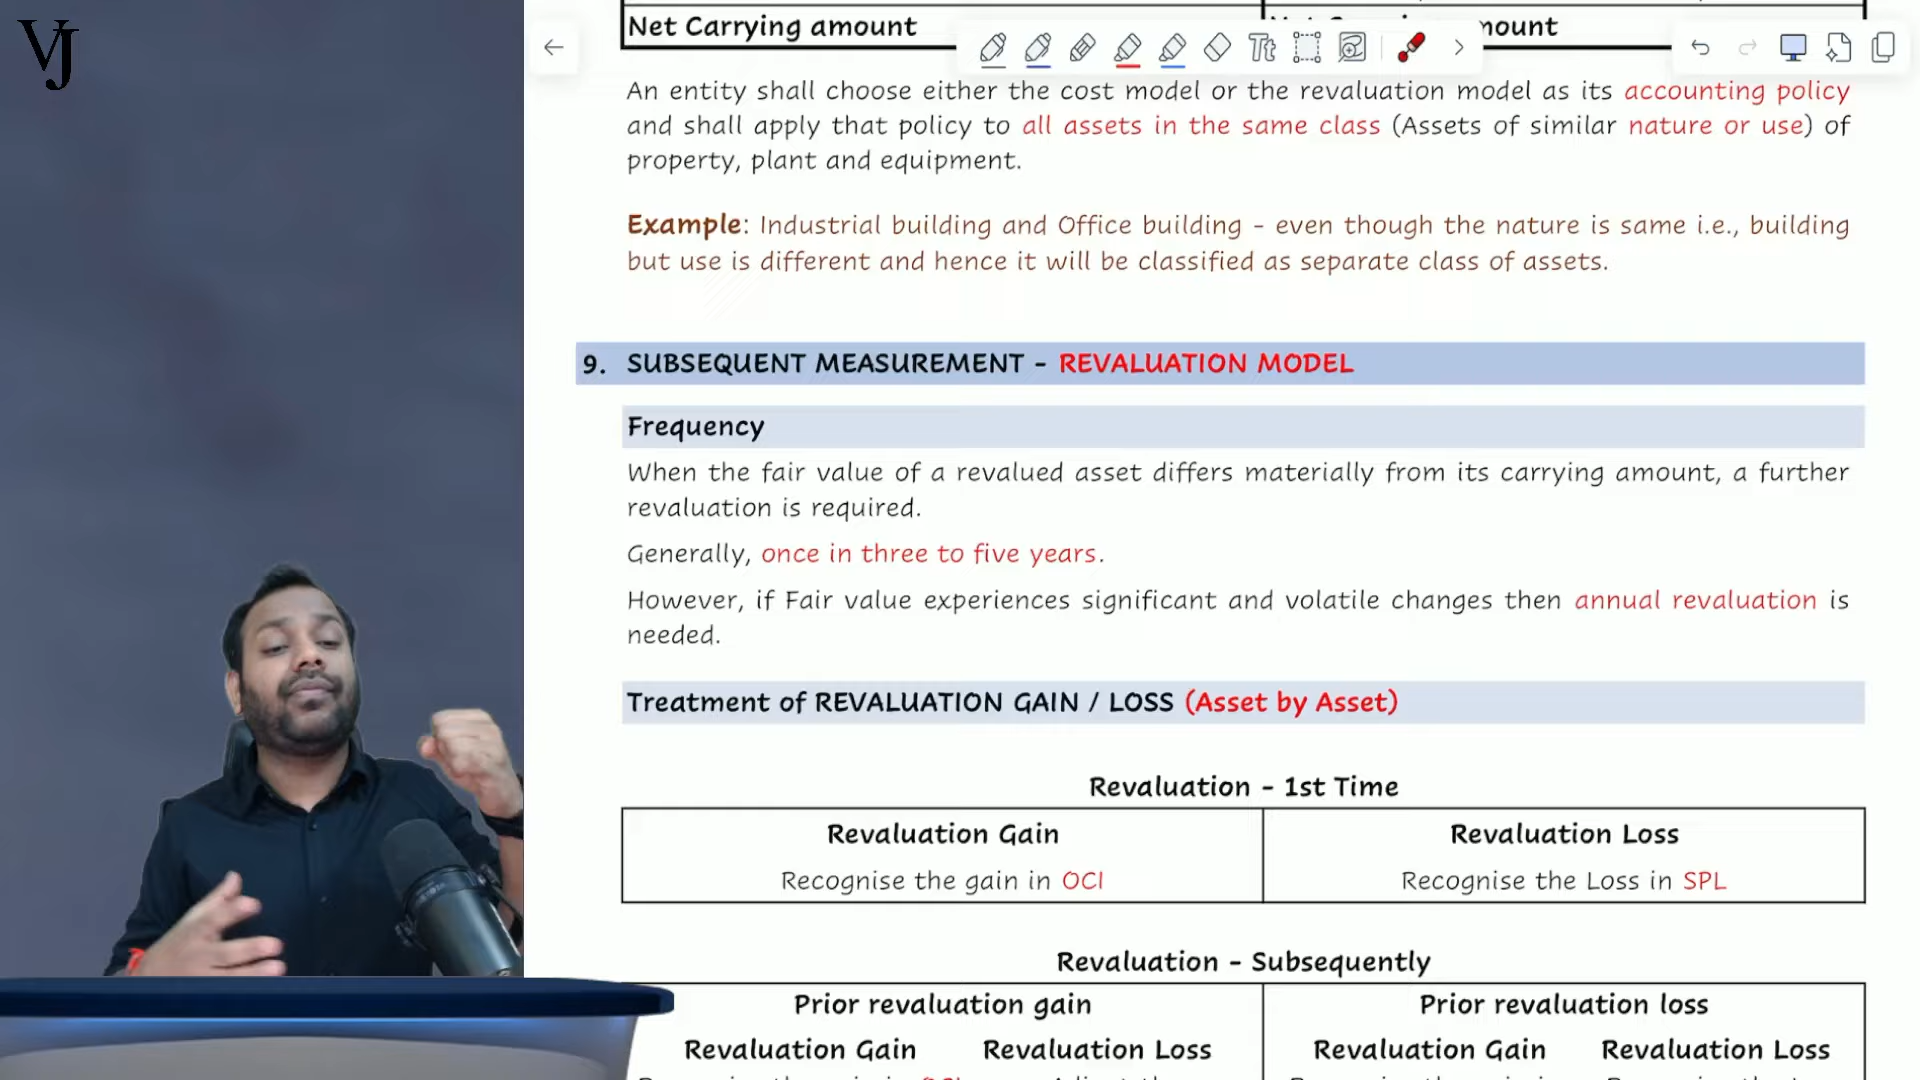 VJ
Net Carrying amount
mount
Tt
An entity shall choose either the cost model or the revaluation model as its accounting policy
and shall apply that policy to all assets in the same class (Assets of similar nature or use) of
property, plant and equipment.
Example: Industrial building and Office building - even though the nature is same i.e., building
but use is different and hence it will be classified as separate class of assets.
9. SUBSEQUENT MEASUREMENT - REVALUATION MODEL
Frequency
When the fair value of a revalued asset differs materially from its carrying amount, a further
revaluation is required.
Generally, once in three to five years.
However, if Fair value experiences significant and volatile changes then annual revaluation is
needed.
Treatment of REVALUATION GAIN / LOSS (Asset by Asset)
Revaluation - 1st Time
Revaluation Gain
Recognise the gain in OCI
Revaluation Loss
Recognise the Loss in SPL
Revaluation - Subsequently
Prior revaluation gain
Prior revaluation loss
Revaluation Gain
Revaluation Loss
Revaluation Gain
Revaluation Loss